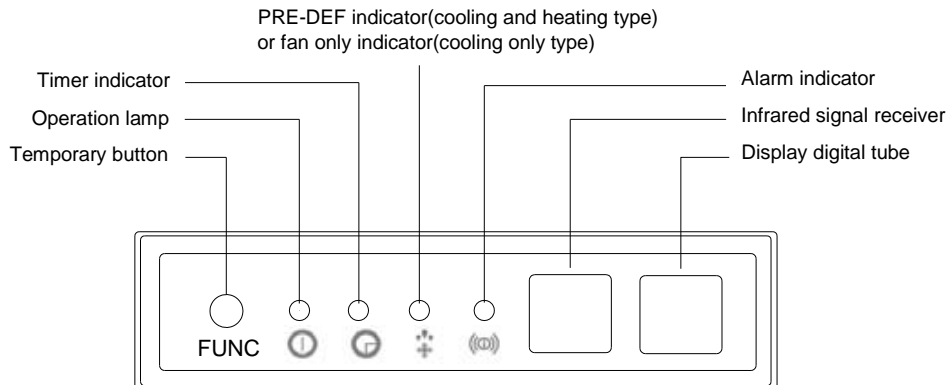 PRE-DEF indicator(cooling and heating type)
or fan only indicator(cooling only type)
Timer indicator
Operation lamp
Temporary button
Alarm indicator
Infrared signal receiver
Display digital tube
FUNC